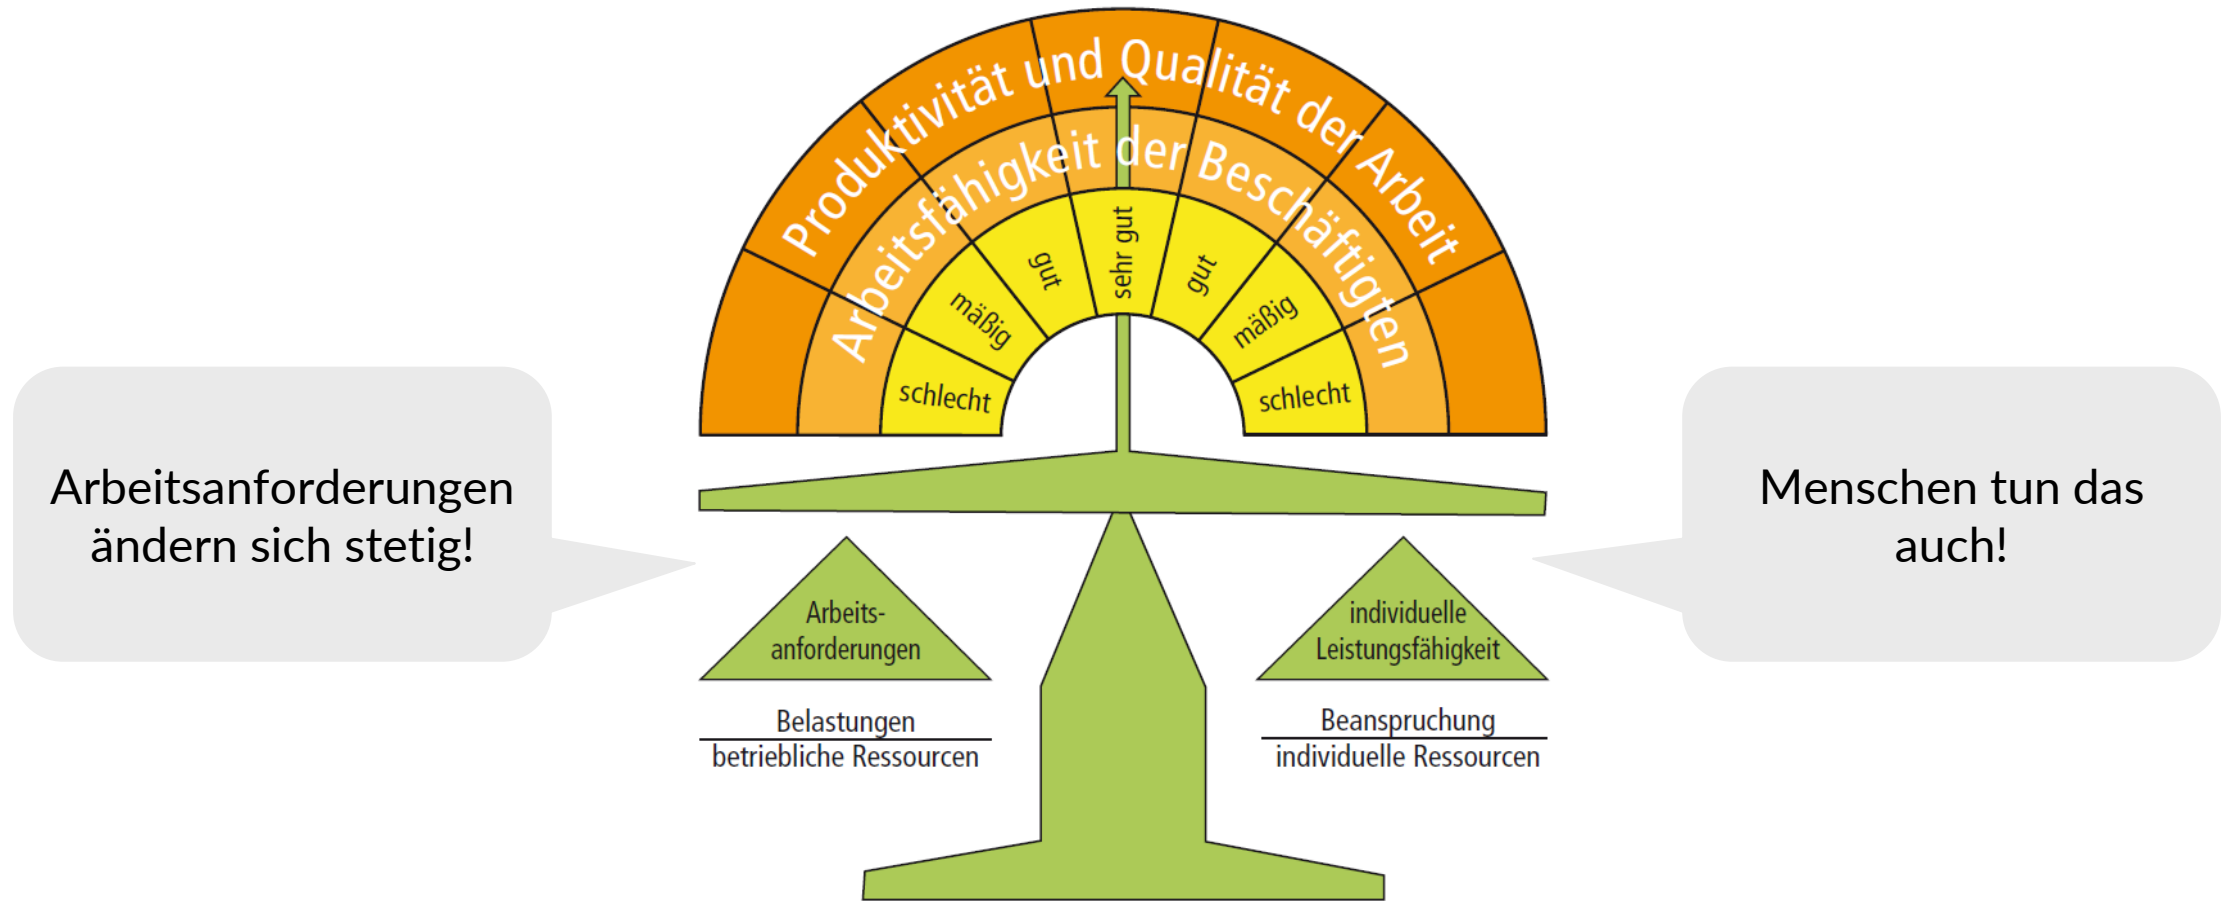 Produktivität und Qualität der Arbeit
Arbeitsfähigkeit der Beschäftigten
schlecht
mäßig
gut
sehr gut
gut
mäßig
schlecht
Arbeitsanforderungen
ändern sich stetig!
Menschen tun das
auch!
Arbeits-
anforderungen
individuelle
Leistungsfähigkeit
Belastungen
betriebliche Ressourcen
Beanspruchung
individuelle Ressourcen